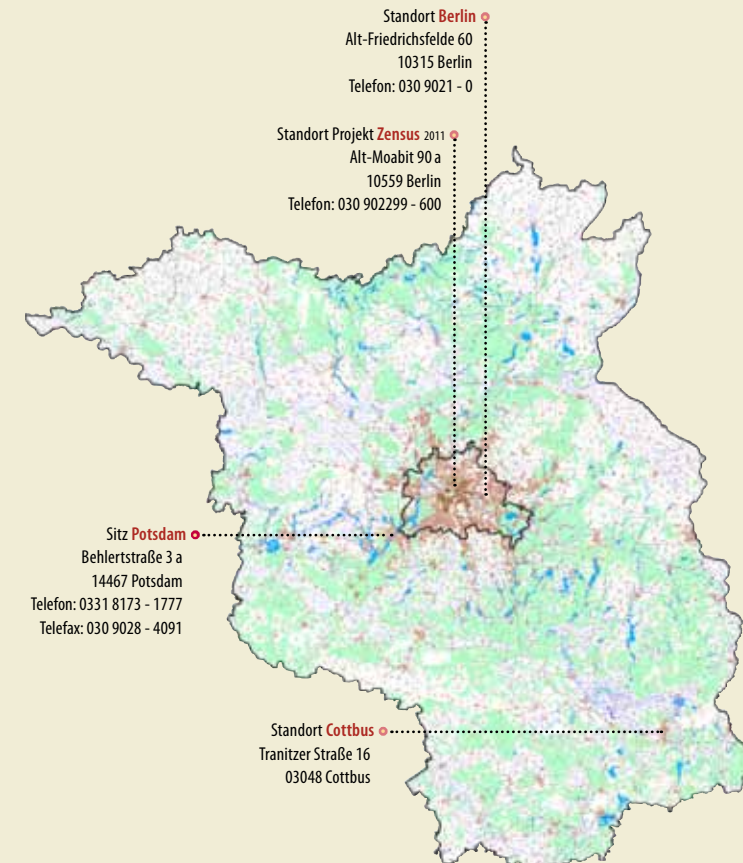 Standort Berlin
Alt-Friedrichsfelde 60
10315 Berlin
Telefon: 030 9021 - 0
Standort Projekt Zensus 2011
Alt-Moabit 90 a
10559 Berlin
Telefon: 030 902299 - 600
Sitz Potsdam
Behlertstraße 3 a
14467 Potsdam
Telefon: 0331 8173 - 1777
Telefax: 030 9028 - 4091
Standort Cottbus
Tranitzer Straße 16
03048 Cottbus